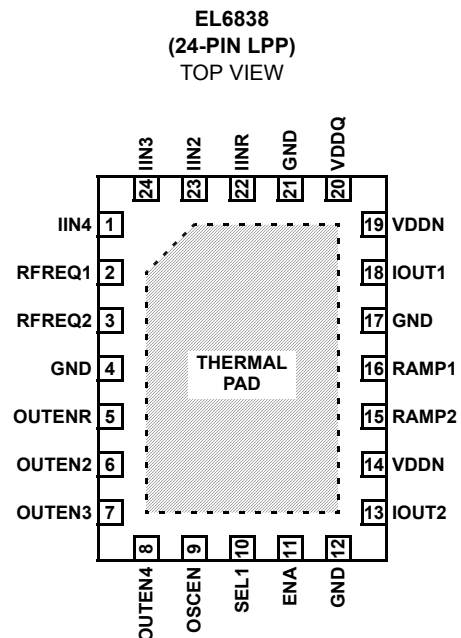 EL6838
(24-PIN LPP)
TOP VIEW
IIN3
IIN2
IINR
GND
VDDQ
24
23
22
21
20
IIN4 1
RFREQ1 2
RFREQ2 3
GND 4
OUTENR 5
OUTEN2 6
OUTEN3 7
THERMAL
PAD
19 VDDN
18 IOUT1
17 GND
16 RAMP1
15 RAMP2
14 VDDN
13 IOUT2
8
9
10
11
12
OUTEN4
OSCEN
SEL1
ENA
GND